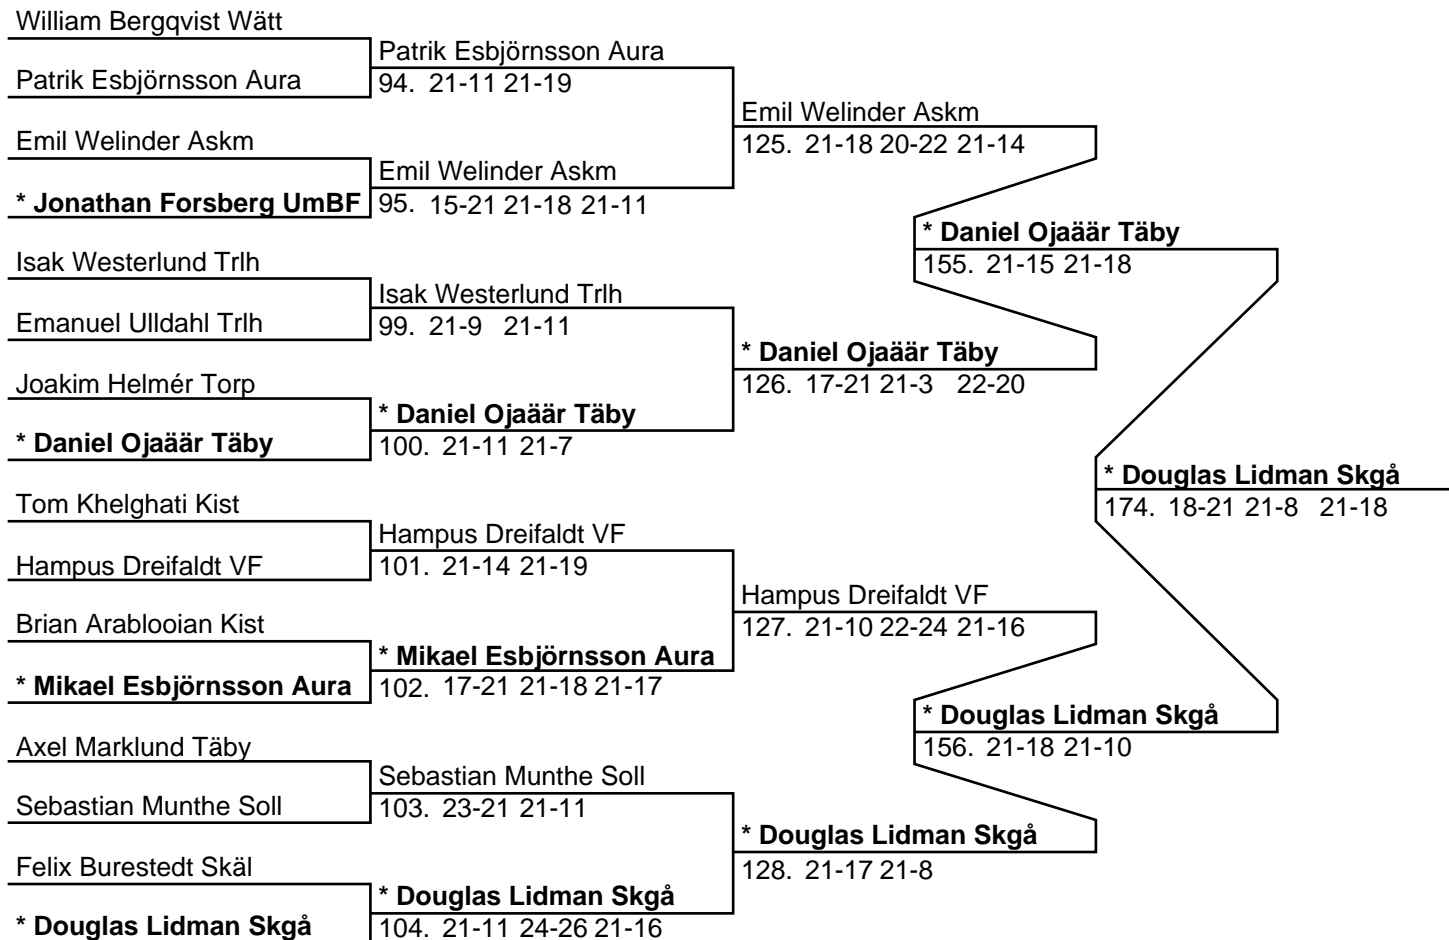 William Bergqvist Wätt
Patrik Esbjörnsson Aura
Patrik Esbjörnsson Aura
94. 21-11 21-19
Emil Welinder Askm
125. 21-18 20-22 21-14
Emil Welinder Askm
Emil Welinder Askm
* Jonathan Forsberg UmBF
95. 15-21 21-18 21-11
* Daniel Ojaäär Täby
155. 21-15 21-18
Isak Westerlund Trlh
Isak Westerlund Trlh
Emanuel Ulldahl Trlh
99. 21-9 21-11
* Daniel Ojaäär Täby
126. 17-21 21-3 22-20
Joakim Helmér Torp
* Daniel Ojaäär Täby
* Daniel Ojaäär Täby
100. 21-11 21-7
* Douglas Lidman Skgå
174. 18-21 21-8 21-18
Tom Khelghati Kist
Hampus Dreifaldt VF
Hampus Dreifaldt VF
101. 21-14 21-19
Hampus Dreifaldt VF
127. 21-10 22-24 21-16
Brian Arablooian Kist
* Mikael Esbjörnsson Aura
* Mikael Esbjörnsson Aura
102. 17-21 21-18 21-17
* Douglas Lidman Skgå
156. 21-18 21-10
Axel Marklund Täby
Sebastian Munthe Soll
Sebastian Munthe Soll
103. 23-21 21-11
* Douglas Lidman Skgå
128. 21-17 21-8
Felix Burestedt Skäl
* Douglas Lidman Skgå
* Douglas Lidman Skgå
104. 21-11 24-26 21-16